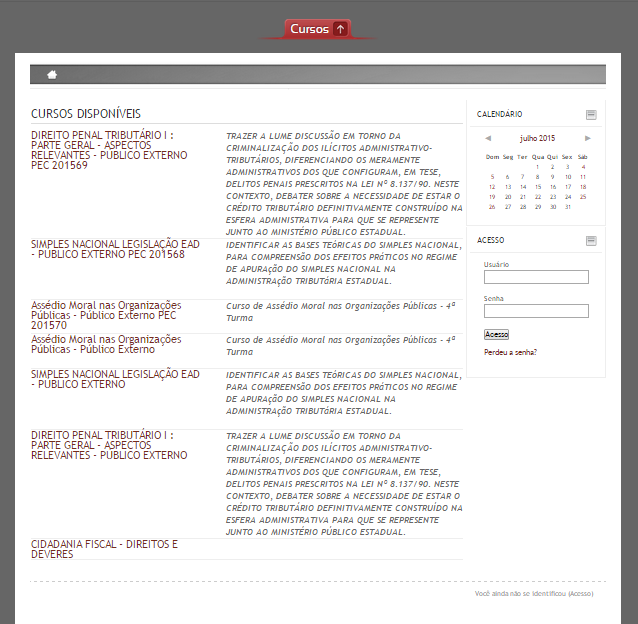 Cursos
CURSOS DISPONÍVEIS
DIREITO PENAL TRIBUTÁRIO I :
PARTE GERAL - ASPECTOS
RELEVANTES - PUBLICO EXTERNO
PEC 201569
TRAZER A LUME DISCUSSÃO EM TORNO DA
CRIMINALIZAÇÃO DOS ILÍCITOS ADMINISTRATIVO-
TRIBUTÁRIOS, DIFERENCIANDO OS MERAMENTE
ADMINISTRATIVOS DOS QUE CONFIGURAM, EM TESE,
DELITOS PENAIS PRESCRITOS NA LEI Nº 8.137/90. NESTE
CONTEXTO, DEBATER SOBRE A NECESSIDADE DE ESTAR O
CRÉDITO TRIBUTÁRIO DEFINITIVAMENTE CONSTRUÍDO NA
ESFERA ADMINISTRATIVA PARA QUE SE REPRESENTE
JUNTO AO MINISTÉRIO PÚBLICO ESTADUAL.
SIMPLES NACIONAL LEGISLAÇÃO EAD
- PUBLICO EXTERNO PEC 201568
IDENTIFICAR AS BASES TEÓRICAS DO SIMPLES NACIONAL,
PARA COMPREENSãO DOS EFEITOS PRÁTICOS NO REGIME
DE APURAçãO DO SIMPLES NACIONAL NA
ADMINISTRAÇãO TRIBUTÁRIA ESTADUAL.
Assédio Moral nas Organizações
Públicas - Público Externo PEC
201570
Curso de Assédio Moral nas Organizações Públicas - 4ª
Turma
Assédio Moral nas Organizações
Públicas - Público Externo
Curso de Assédio Moral nas Organizações Públicas - 4ª
Turma
SIMPLES NACIONAL LEGISLAÇÃO EAD
- PUBLICO EXTERNO
IDENTIFICAR AS BASES TEÓRICAS DO SIMPLES NACIONAL,
PARA COMPREENSãO DOS EFEITOS PRÁTICOS NO REGIME
DE APURAçãO DO SIMPLES NACIONAL NA
ADMINISTRAÇãO TRIBUTÁRIA ESTADUAL.
DIREITO PENAL TRIBUTÁRIO I :
PARTE GERAL - ASPECTOS
RELEVANTES - PUBLICO EXTERNO
TRAZER A LUME DISCUSSÃO EM TORNO DA
CRIMINALIZAÇÃO DOS ILÍCITOS ADMINISTRATIVO-
TRIBUTÁRIOS, DIFERENCIANDO OS MERAMENTE
ADMINISTRATIVOS DOS QUE CONFIGURAM, EM TESE,
DELITOS PENAIS PRESCRITOS NA LEI Nº 8.137/90. NESTE
CONTEXTO, DEBATER SOBRE A NECESSIDADE DE ESTAR O
CRÉDITO TRIBUTÁRIO DEFINITIVAMENTE CONSTRUÍDO NA
ESFERA ADMINISTRATIVA PARA QUE SE REPRESENTE
JUNTO AO MINISTÉRIO PÚBLICO ESTADUAL.
CIDADANIA FISCAL - DIREITOS E
DEVERES
CALENDÁRIO
julho 2015
Dom Seg Ter Qua Qui Sex Sáb
1 2 3 4
5 6 7 8 9 10 11
12 13 14 15 16 17 18
19 20 21 22 23 24 25
26 27 28 29 30 31
ACESSO
Usuário
Senha
Acesso
Perdeu a senha?
Você ainda não se identificou (Acesso)